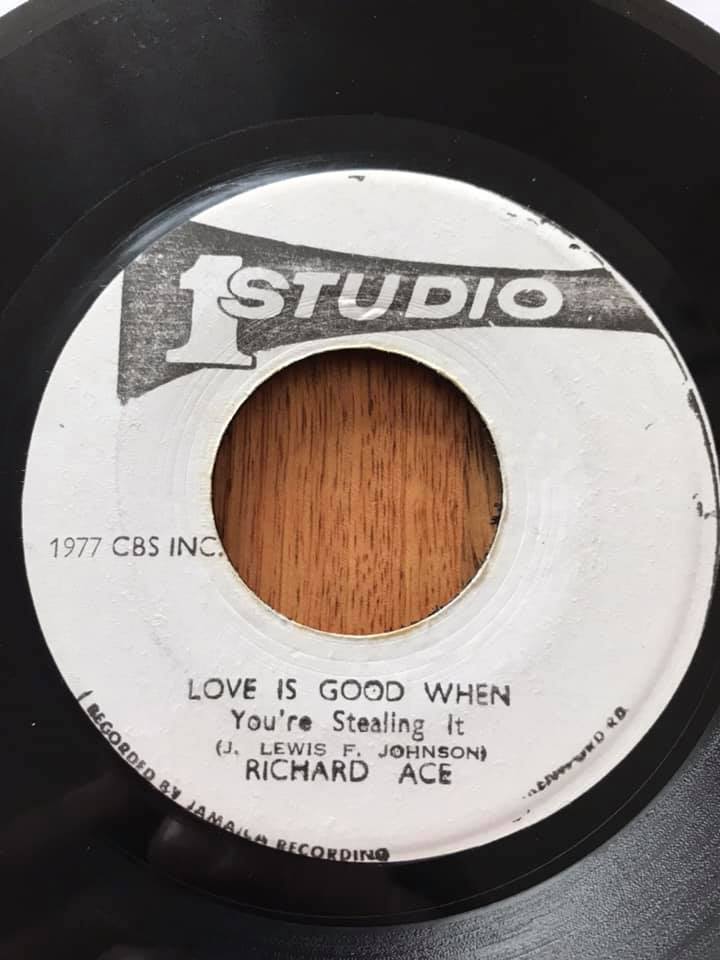 1 STUDIO
1977 CBS INC.
LOVE IS GOOD WHEN
You're Stealing It
(J. LEWIS F. JOHNSON)
RICHARD ACE
RECORDED BY JAMAICA RECORDING
RD.